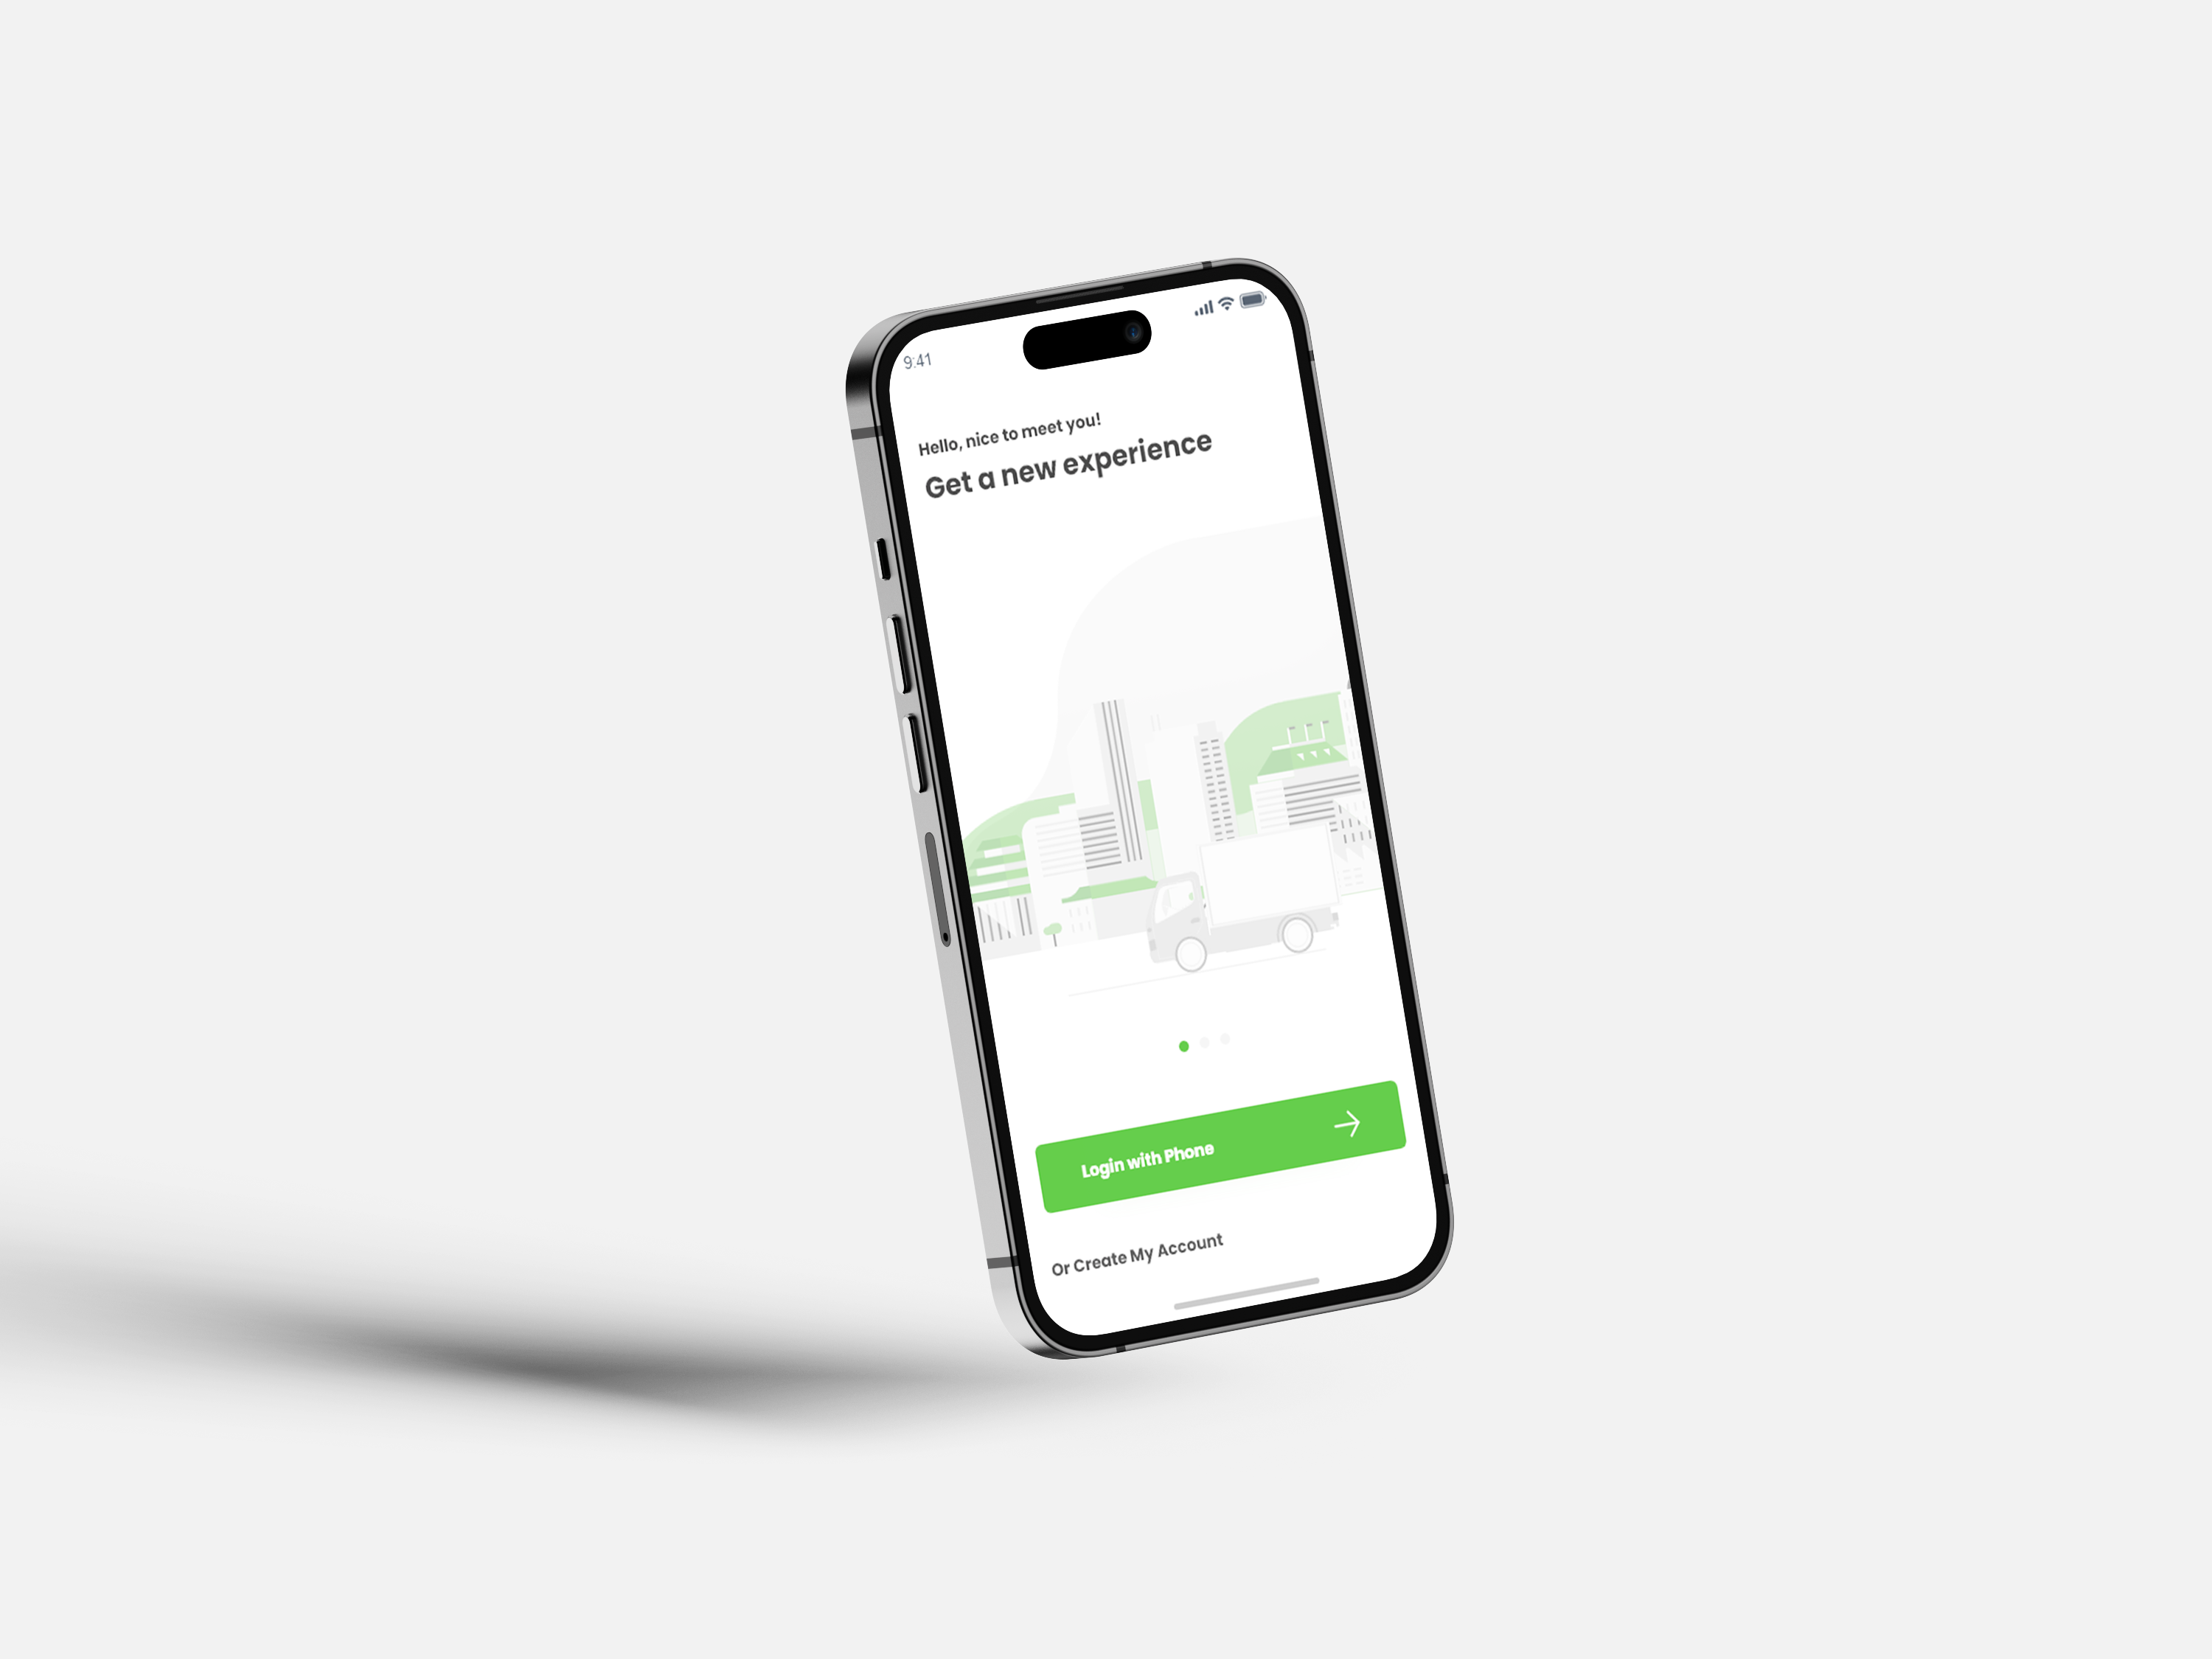 9:41
Hello, nice to meet you!
Get a new experience
Login with Phone
Or Create My Account